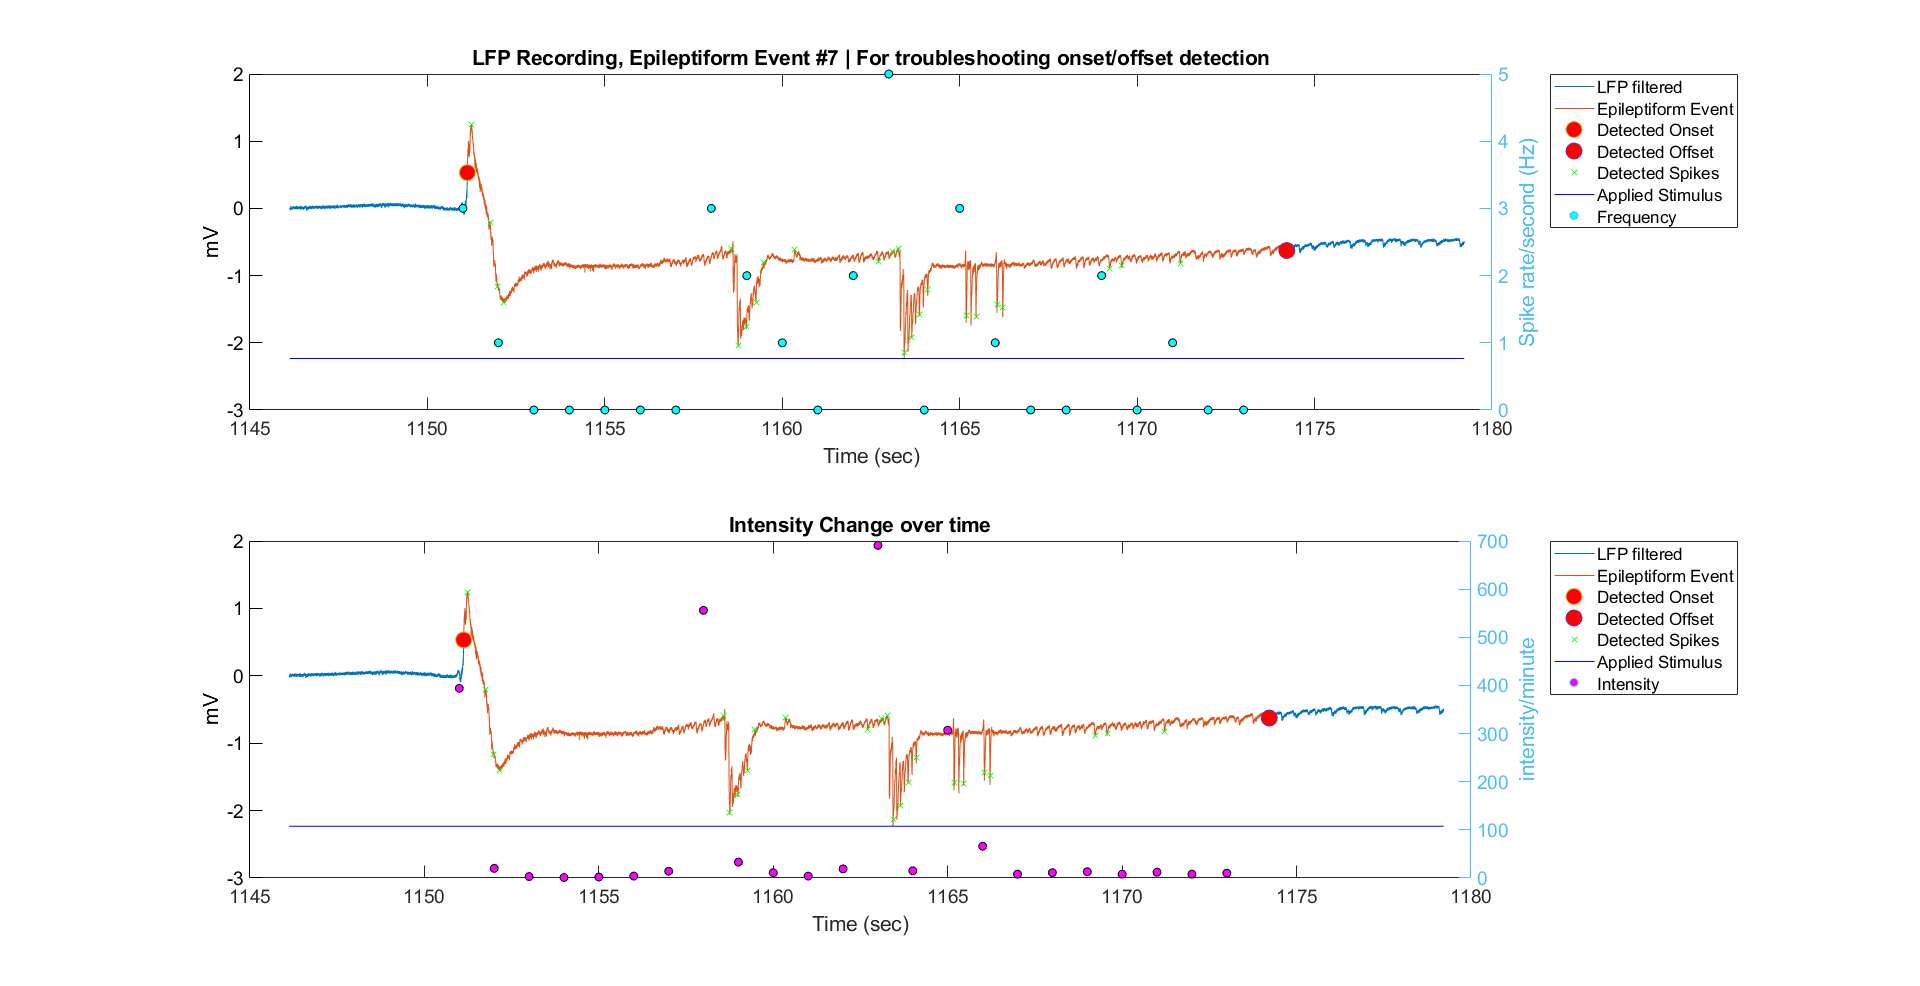 LFP Recording, Epileptiform Event #7 | For troubleshooting onset/offset detection
2
1
0
-1
-2
-3
mV
5
4
3
2
1
0
Spike rate/second (Hz)
1145 1150 1155 1160 1165 1170 1175 1180
Time (sec)
LFP filtered
Epileptiform Event
Detected Onset
Detected Offset
Detected Spikes
Applied Stimulus
Frequency
Intensity Change over time
2
1
0
-1
-2
-3
mV
700
600
500
400
300
200
100
0
intensity/minute
1145 1150 1155 1160 1165 1170 1175 1180
Time (sec)
LFP filtered
Epileptiform Event
Detected Onset
Detected Offset
Detected Spikes
Applied Stimulus
Intensity